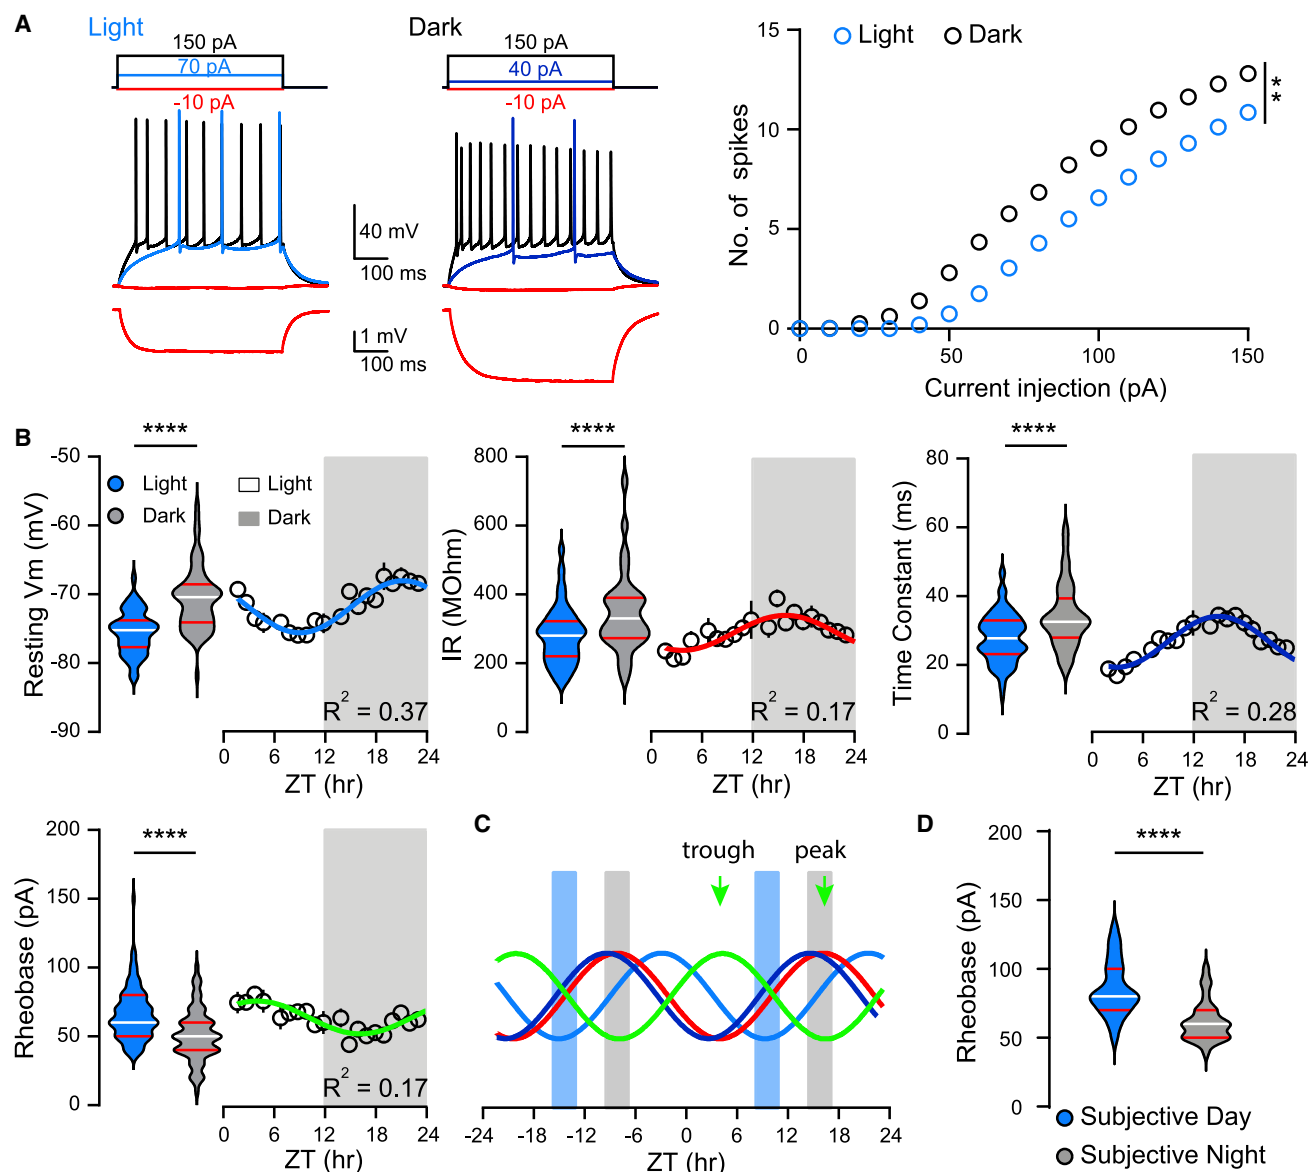 A
Light
150 pA
70 pA
-10 pA
Dark
150 pA
40 pA
-10 pA
40 mV
100 ms
1 mV
100 ms
Light
Dark
No. of spikes
15
10
5
0
0
50
100
150
Current injection (pA)
**
B
****
Resting Vm (mV)
-50
-60
-70
-80
-90
Light
Dark
Light
Dark
R² = 0.37
0
6
12
18
24
ZT (hr)
****
IR (MOhm)
800
600
400
200
0
R² = 0.17
0
6
12
18
24
ZT (hr)
****
Time Constant (ms)
80
60
40
20
0
R² = 0.28
0
6
12
18
24
ZT (hr)
****
Rheobase (pA)
200
150
100
50
0
R² = 0.17
0
6
12
18
24
ZT (hr)
C
trough
peak
-24
-18
-12
-6
0
6
12
18
24
ZT (hr)
D
****
Rheobase (pA)
200
150
100
50
0
Subjective Day
Subjective Night